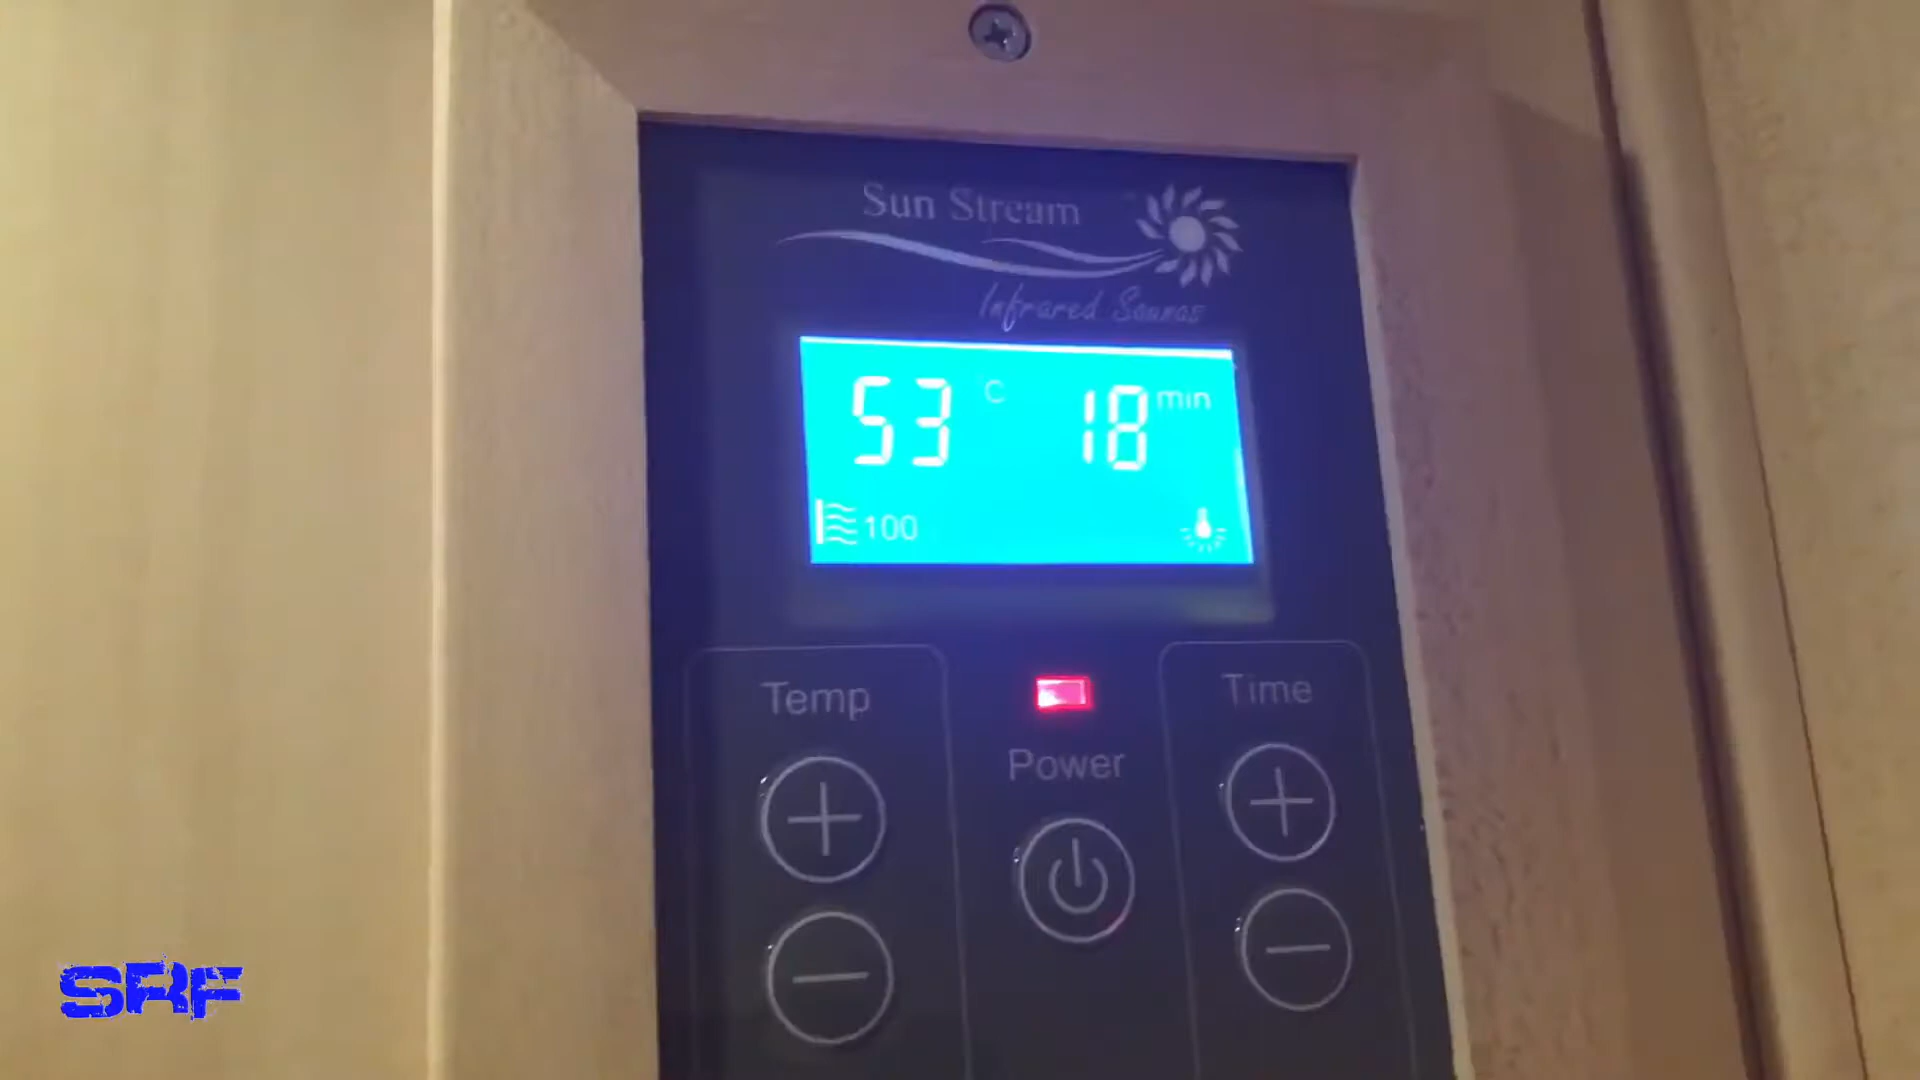 Sun Stream
Infrared Saunas
53 °C 18 min
100
Temp
Time
Power
SRF